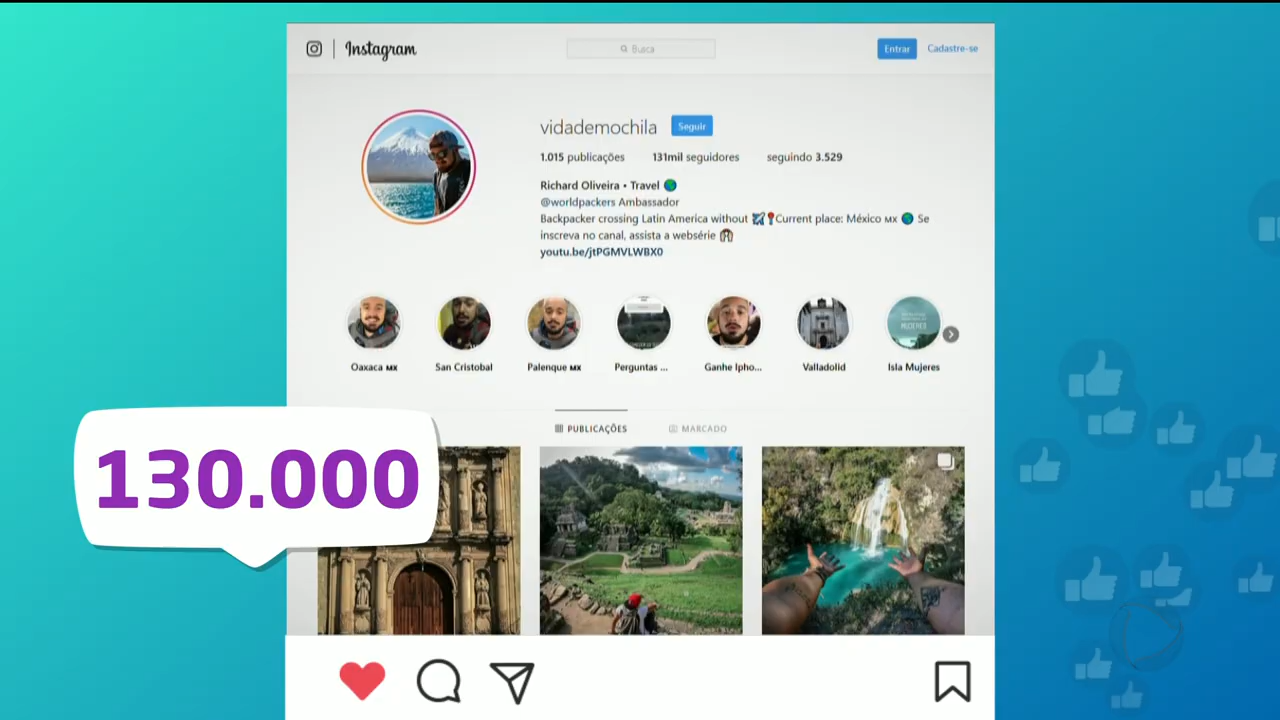 Instagram
Busca
Entrar
Cadastre-se
vidademochila
Seguir
1.015 publicações 131mil seguidores seguindo 3.529
Richard Oliveira • Travel
@worldpackers Ambassador
Backpacker crossing Latin America without Current place: México MX Se
inscreva no canal, assista a websérie
youtu.be/jtPGMVLWBX0
Oaxaca MX
San Cristobal
Palenque MX
Perguntas ...
Ganhe Ipho...
Valladolid
Isla Mujeres
MUJERES
PUBLICAÇÕES
MARCADO
130.000